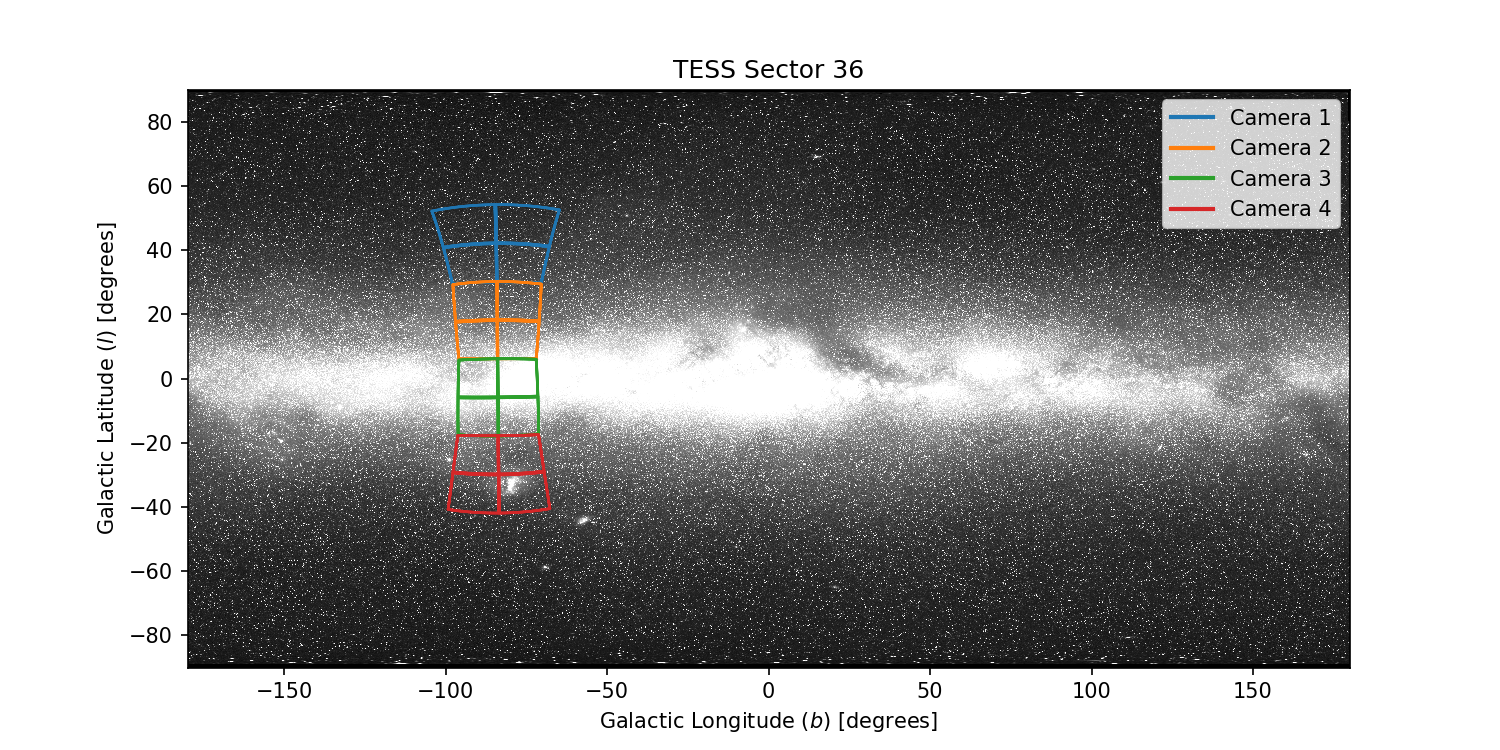 TESS Sector 36
Camera 1
Camera 2
Camera 3
Camera 4
Galactic Latitude (l) [degrees]
80
60
40
20
0
−20
−40
−60
−80
−150
−100
−50
0
50
100
150
Galactic Longitude (b) [degrees]